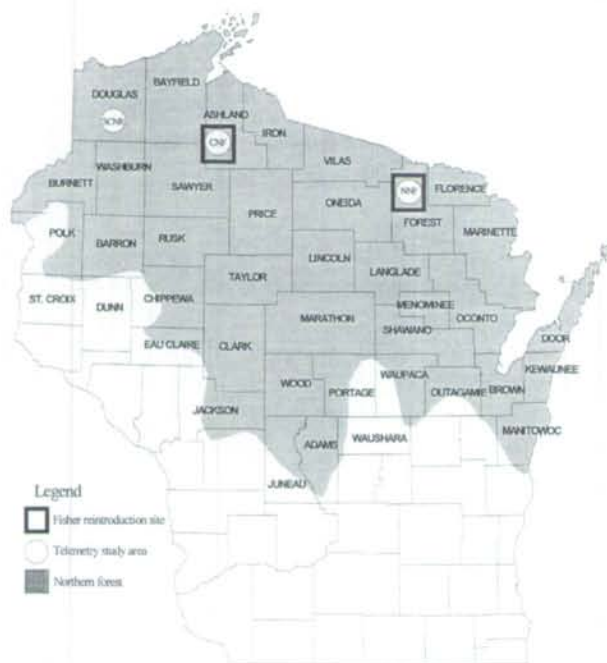 BAYFIELD
DOUGLAS
ASHLAND
IRON
CNF
VILAS
WASHBURN
BURNETT
SAWYER
NNF
FLORENCE
ONEIDA
PRICE
FOREST
POLK
MARINETTE
BARRON
RUSK
LINCOLN
LANGLADE
TAYLOR
ST. CROIX
DUNN
CHIPPEWA
MENOMINEE
MARATHON
OCONTO
SHAWANO
DOOR
EAU CLAIRE
CLARK
KEWAUNEE
WAUPACA
WOOD
PORTAGE
OUTAGAMIE
BROWN
JACKSON
MANITOWOC
ADAMS
WAUSHARA
JUNEAU
Legend
Fisher reintroduction site
Telemetry study area
Northern forest